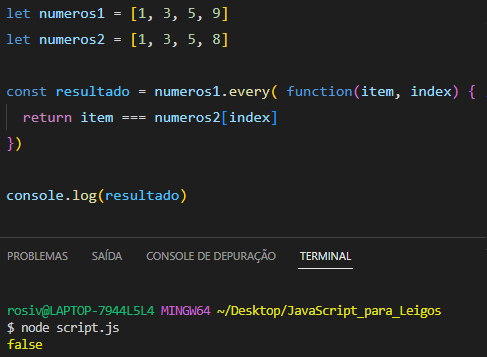 let numeros1 = [1, 3, 5, 9]
let numeros2 = [1, 3, 5, 8]
const resultado = numeros1.every( function(item, index) {
  return item === numeros2[index]
})
console.log(resultado)
PROBLEMAS SAÍDA CONSOLE DE DEPURAÇÃO TERMINAL
rosiv@LAPTOP-7944L5L4 MINGW64 ~/Desktop/JavaScript_para_Leigos
$ node script.js
false